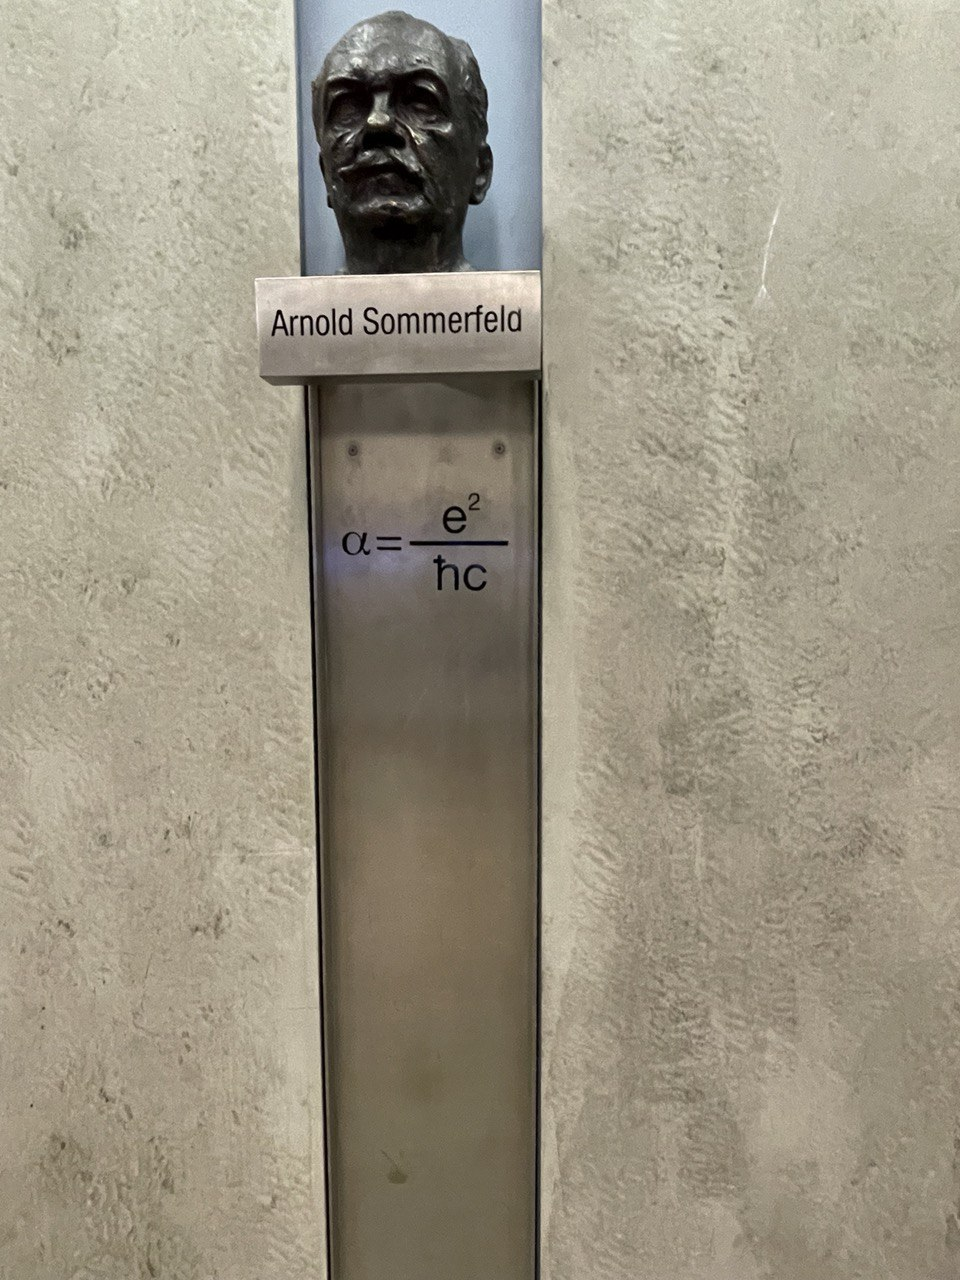 Arnold Sommerfeld
α = e² / ħc